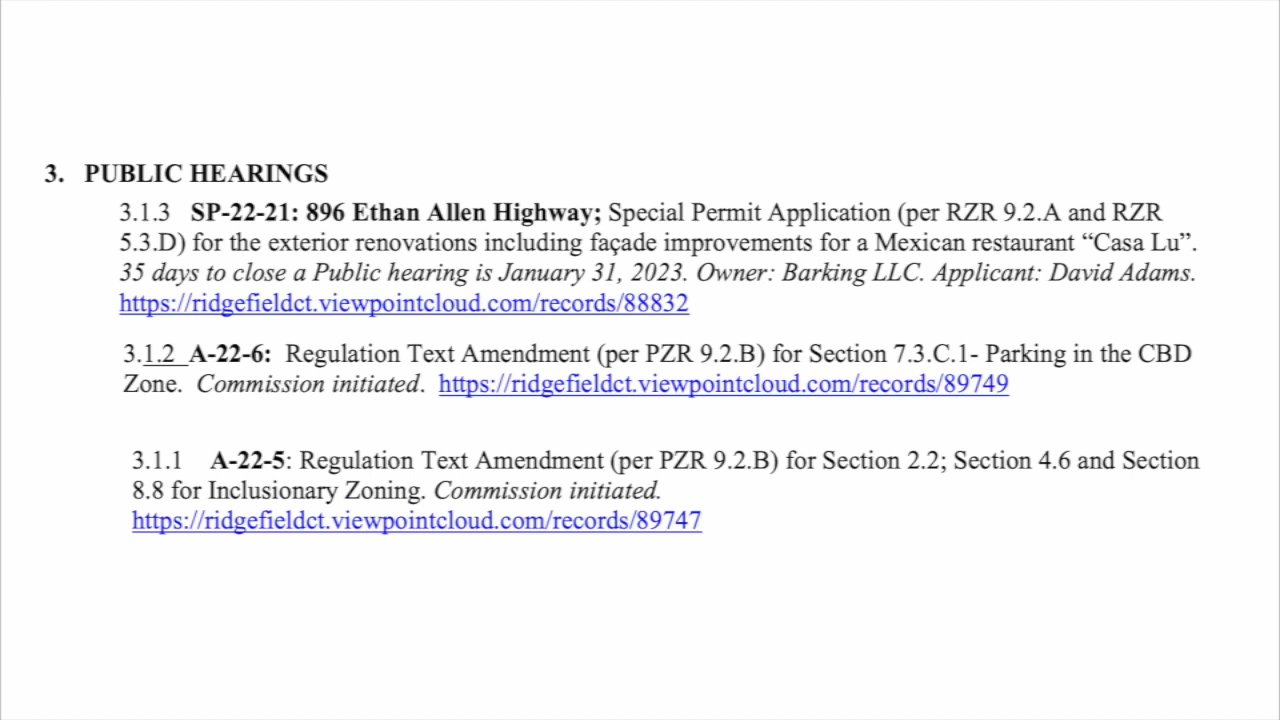 3. PUBLIC HEARINGS
3.1.3 SP-22-21: 896 Ethan Allen Highway; Special Permit Application (per RZR 9.2.A and RZR
5.3.D) for the exterior renovations including façade improvements for a Mexican restaurant “Casa Lu”.
35 days to close a Public hearing is January 31, 2023. Owner: Barking LLC. Applicant: David Adams.
https://ridgefieldct.viewpointcloud.com/records/88832
3.1.2 A-22-6: Regulation Text Amendment (per PZR 9.2.B) for Section 7.3.C.1- Parking in the CBD
Zone. Commission initiated. https://ridgefieldct.viewpointcloud.com/records/89749
3.1.1 A-22-5: Regulation Text Amendment (per PZR 9.2.B) for Section 2.2; Section 4.6 and Section
8.8 for Inclusionary Zoning. Commission initiated.
https://ridgefieldct.viewpointcloud.com/records/89747